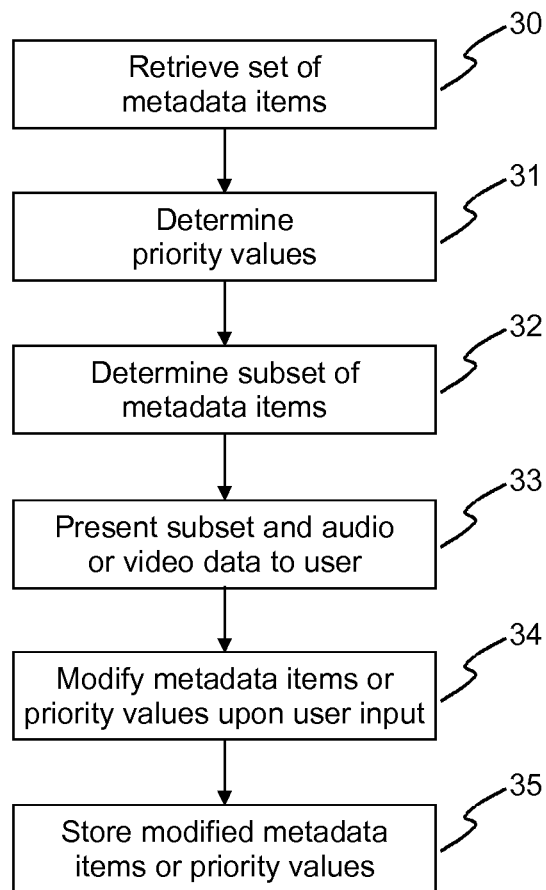 30
Retrieve set of
metadata items
31
Determine
priority values
32
Determine subset of
metadata items
33
Present subset and audio
or video data to user
34
Modify metadata items or
priority values upon user input
35
Store modified metadata
items or priority values